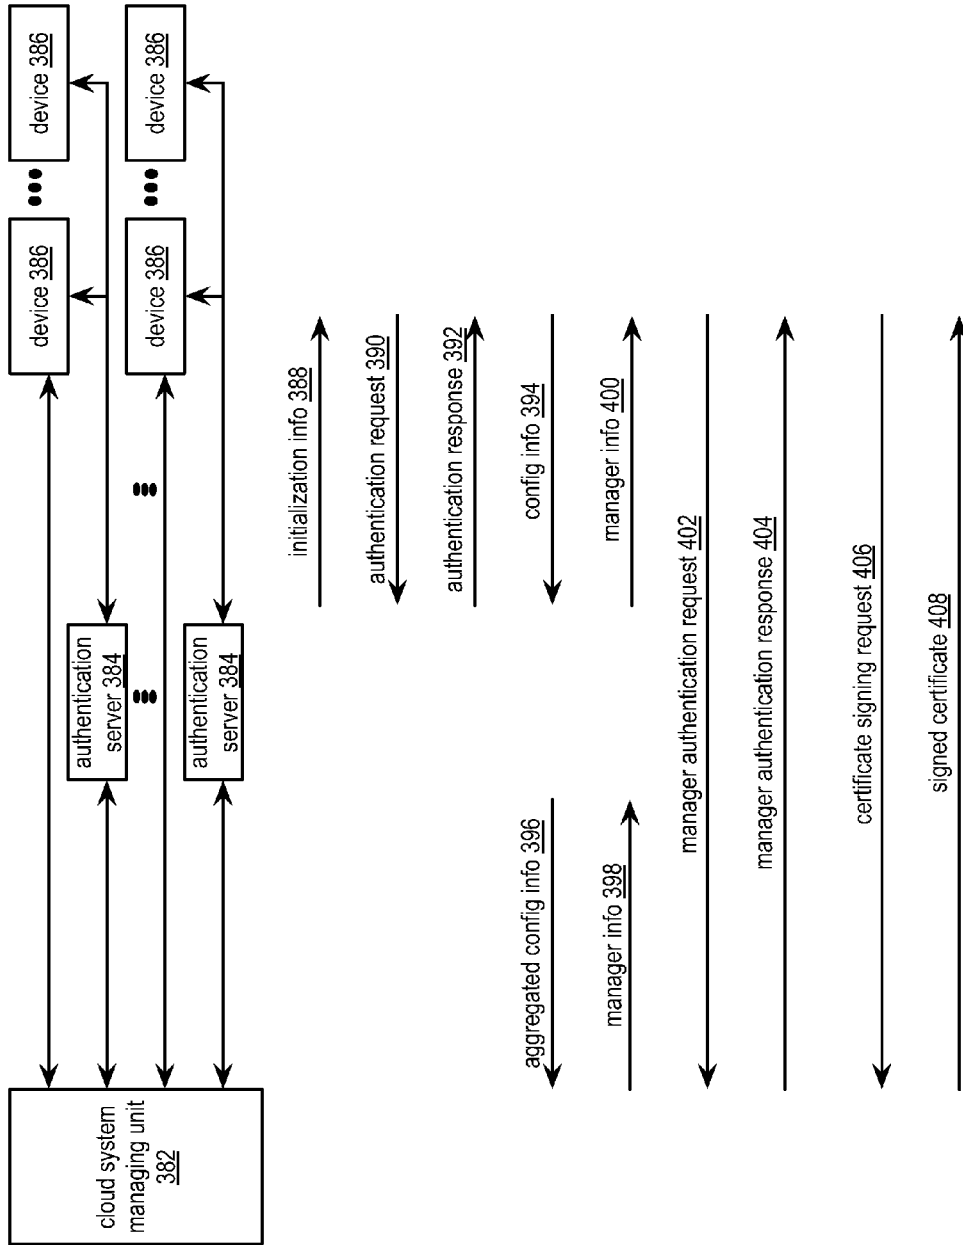 cloud system
managing unit
382
authentication
server 384
authentication
server 384
device 386
device 386
device 386
device 386
initialization info 388
authentication request 390
authentication response 392
config info 394
aggregated config info 396
manager info 398
manager info 400
manager authentication request 402
manager authentication response 404
certificate signing request 406
signed certificate 408